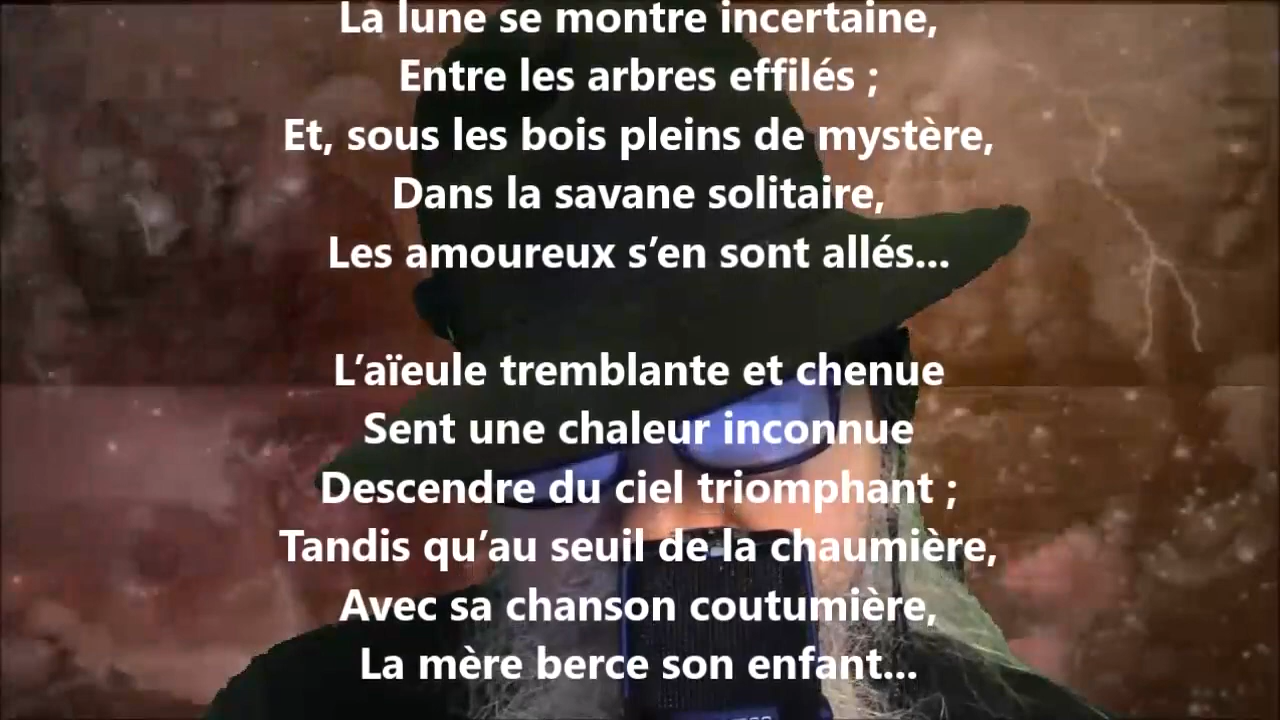 La lune se montre incertaine,
Entre les arbres effilés ;
Et, sous les bois pleins de mystère,
Dans la savane solitaire,
Les amoureux s’en sont allés...
L’aïeule tremblante et chenue
Sent une chaleur inconnue
Descendre du ciel triomphant ;
Tandis qu’au seuil de la chaumière,
Avec sa chanson coutumière,
La mère berce son enfant...